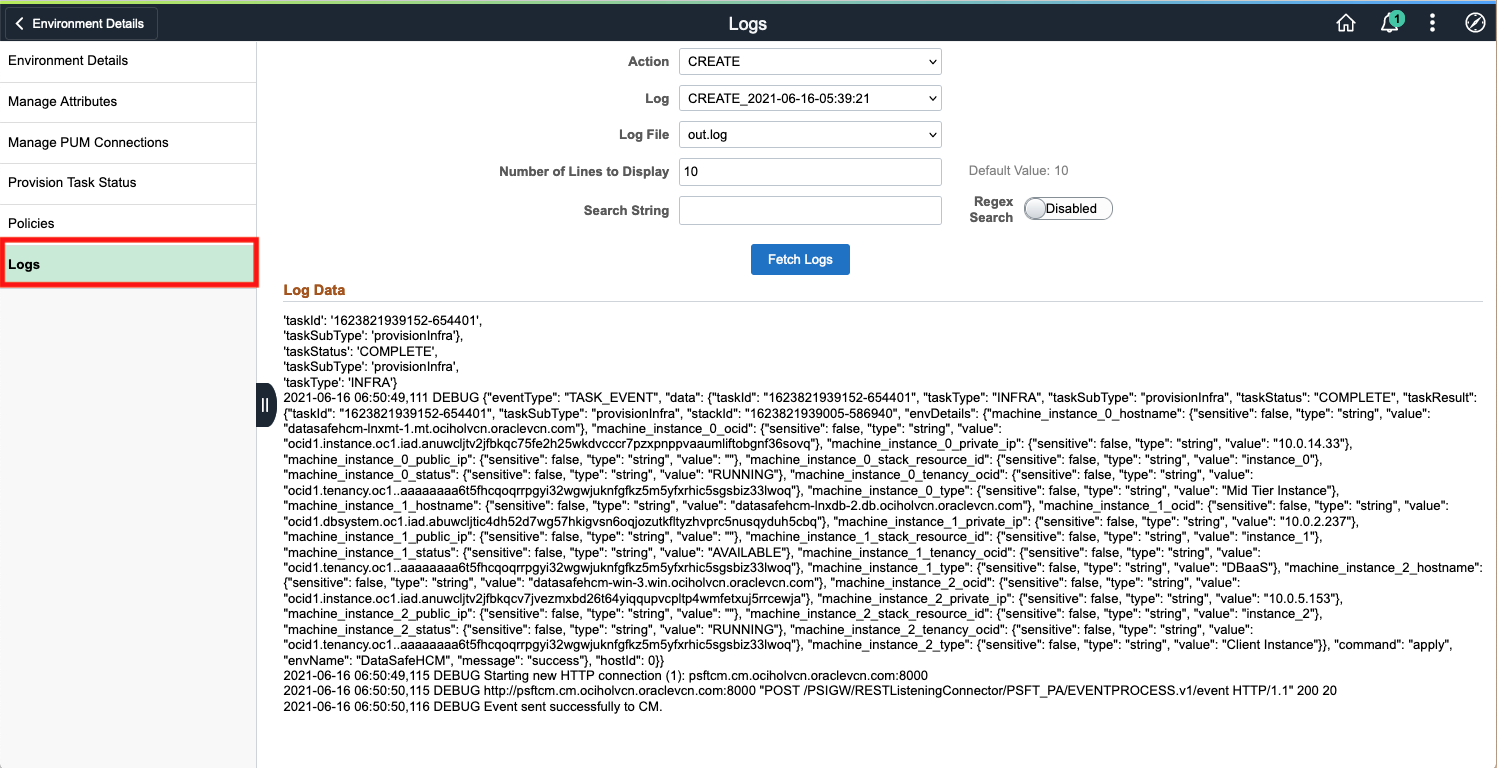 Environment Details
Logs
1
Environment Details
Manage Attributes
Manage PUM Connections
Provision Task Status
Policies
Logs
Action CREATE
Log CREATE_2021-06-16-05:39:21
Log File out.log
Number of Lines to Display 10 Default Value: 10
Search String Regex Search Disabled
Fetch Logs
Log Data
'taskId': '1623821939152-654401',
'taskSubType': 'provisionInfra'},
'taskStatus': 'COMPLETE',
'taskSubType': 'provisionInfra',
'taskType': 'INFRA'}
2021-06-16 06:50:49,111 DEBUG {"eventType": "TASK_EVENT", "data": {"taskId": "1623821939152-654401", "taskType": "INFRA", "taskSubType": "provisionInfra", "taskStatus": "COMPLETE", "taskResult":
{"taskId": "1623821939152-654401", "taskSubType": "provisionInfra", "stackId": "1623821939005-586940", "envDetails": {"machine_instance_0_hostname": {"sensitive": false, "type": "string", "value":
"datasafehcm-lnxmt-1.mt.ociholvcn.oraclevcn.com"}, "machine_instance_0_ocid": {"sensitive": false, "type": "string", "value":
"ocid1.instance.oc1.iad.anuwcljtv2jfbkqc75fe2h25wkdvcccr7pzxpnppvaaumliftobgnf36sovq"}, "machine_instance_0_private_ip": {"sensitive": false, "type": "string", "value": "10.0.14.33"},
"machine_instance_0_public_ip": {"sensitive": false, "type": "string", "value": ""}, "machine_instance_0_stack_resource_id": {"sensitive": false, "type": "string", "value": "instance_0"},
"machine_instance_0_status": {"sensitive": false, "type": "string", "value": "RUNNING"}, "machine_instance_0_tenancy_ocid": {"sensitive": false, "type": "string", "value":
"ocid1.tenancy.oc1..aaaaaaaa6t5fhcqoqrrpgyi32wgwjuknfgfkz5m5yfxrhic5sgsbiz33lwoq"}, "machine_instance_0_type": {"sensitive": false, "type": "string", "value": "Mid Tier Instance"},
"machine_instance_1_hostname": {"sensitive": false, "type": "string", "value": "datasafehcm-lnxdb-2.db.ociholvcn.oraclevcn.com"}, "machine_instance_1_ocid": {"sensitive": false, "type": "string", "value":
"ocid1.dbsystem.oc1.iad.abuwcljtic4dh52d7wg57hkigvsn6oqjozutkfltyzhvprc5nusqyduh5cbq"}, "machine_instance_1_private_ip": {"sensitive": false, "type": "string", "value": "10.0.2.237"},
"machine_instance_1_public_ip": {"sensitive": false, "type": "string", "value": ""}, "machine_instance_1_stack_resource_id": {"sensitive": false, "type": "string", "value": "instance_1"},
"machine_instance_1_status": {"sensitive": false, "type": "string", "value": "AVAILABLE"}, "machine_instance_1_tenancy_ocid": {"sensitive": false, "type": "string", "value":
"ocid1.tenancy.oc1..aaaaaaaa6t5fhcqoqrrpgyi32wgwjuknfgfkz5m5yfxrhic5sgsbiz33lwoq"}, "machine_instance_1_type": {"sensitive": false, "type": "string", "value": "DBaaS"}, "machine_instance_2_hostname":
{"sensitive": false, "type": "string", "value": "datasafehcm-win-3.win.ociholvcn.oraclevcn.com"}, "machine_instance_2_ocid": {"sensitive": false, "type": "string", "value":
"ocid1.instance.oc1.iad.anuwcljtv2jfbkqcv7jvezmxbd26t64yiqqupvcpltp4wmfetxuj5rrcewja"}, "machine_instance_2_private_ip": {"sensitive": false, "type": "string", "value": "10.0.5.153"},
"machine_instance_2_public_ip": {"sensitive": false, "type": "string", "value": ""}, "machine_instance_2_stack_resource_id": {"sensitive": false, "type": "string", "value": "instance_2"},
"machine_instance_2_status": {"sensitive": false, "type": "string", "value": "RUNNING"}, "machine_instance_2_tenancy_ocid": {"sensitive": false, "type": "string", "value":
"ocid1.tenancy.oc1..aaaaaaaa6t5fhcqoqrrpgyi32wgwjuknfgfkz5m5yfxrhic5sgsbiz33lwoq"}, "machine_instance_2_type": {"sensitive": false, "type": "string", "value": "Client Instance"}}, "command": "apply",
"envName": "DataSafeHCM", "message": "success"}, "hostId": 0}}
2021-06-16 06:50:49,115 DEBUG Starting new HTTP connection (1): psftcm.cm.ociholvcn.oraclevcn.com:8000
2021-06-16 06:50:50,115 DEBUG http://psftcm.cm.ociholvcn.oraclevcn.com:8000 "POST /PSIGW/RESTListeningConnector/PSFT_PA/EVENTPROCESS.v1/event HTTP/1.1" 200 20
2021-06-16 06:50:50,116 DEBUG Event sent successfully to CM.